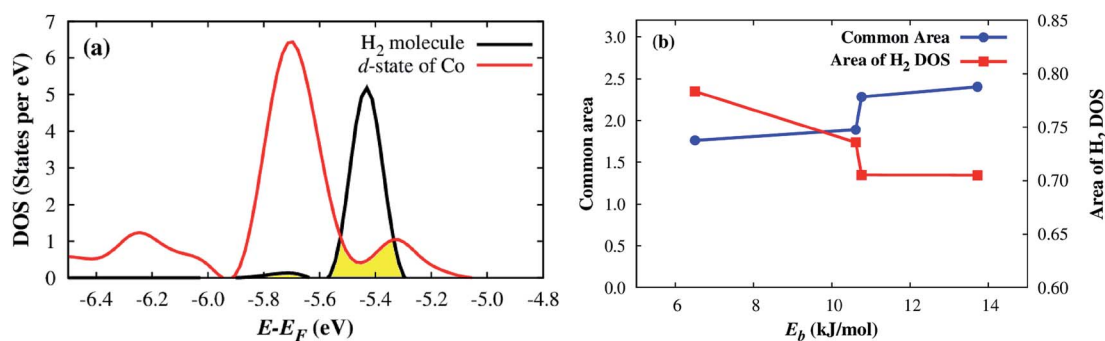 (a)
H2 molecule
d-state of Co
DOS (States per eV)
7
6
5
4
3
2
1
0
-6.4 -6.2 -6.0 -5.8 -5.6 -5.4 -5.2 -5.0 -4.8
E-EF (eV)
(b)
Common Area
Area of H2 DOS
Common area
3.0
2.5
2.0
1.5
1.0
0.5
0.0
0.85
0.80
0.75
0.70
0.65
0.60
Area of H2 DOS
6 8 10 12 14
Eb (kJ/mol)